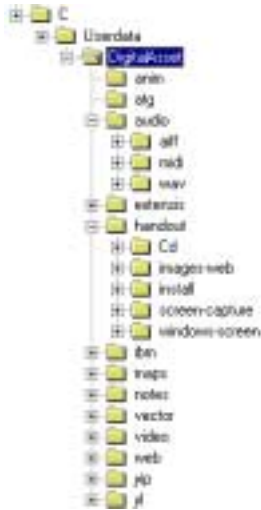 C
Userdata
DigitalAsset
anim
atg
audio
aiff
midi
wav
extensis
handout
Cd
images-web
install
screen-capture
windows-screen
ibm
maps
notes
vector
video
web